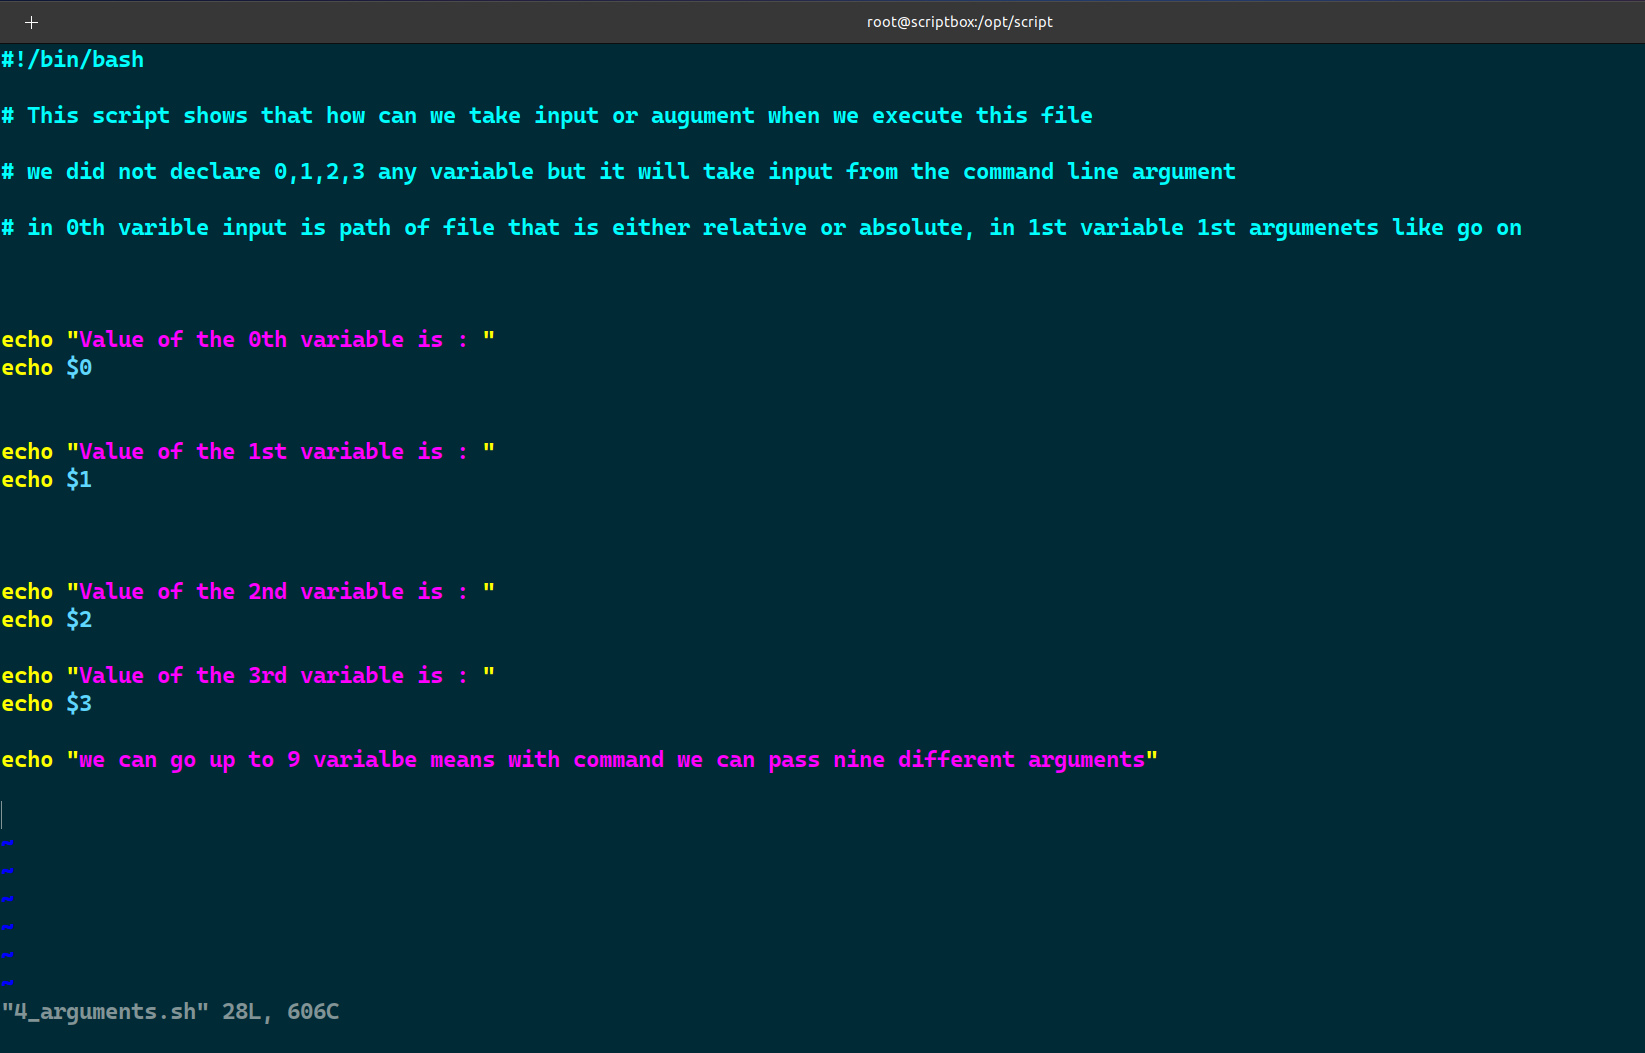 +
root@scriptbox:/opt/script
#!/bin/bash
# This script shows that how can we take input or augument when we execute this file
# we did not declare 0,1,2,3 any variable but it will take input from the command line argument
# in 0th varible input is path of file that is either relative or absolute, in 1st variable 1st argumenets like go on
echo "Value of the 0th variable is : "
echo $0
echo "Value of the 1st variable is : "
echo $1
echo "Value of the 2nd variable is : "
echo $2
echo "Value of the 3rd variable is : "
echo $3
echo "we can go up to 9 varialbe means with command we can pass nine different arguments"
~
~
~
~
~
~
"4_arguments.sh" 28L, 606C